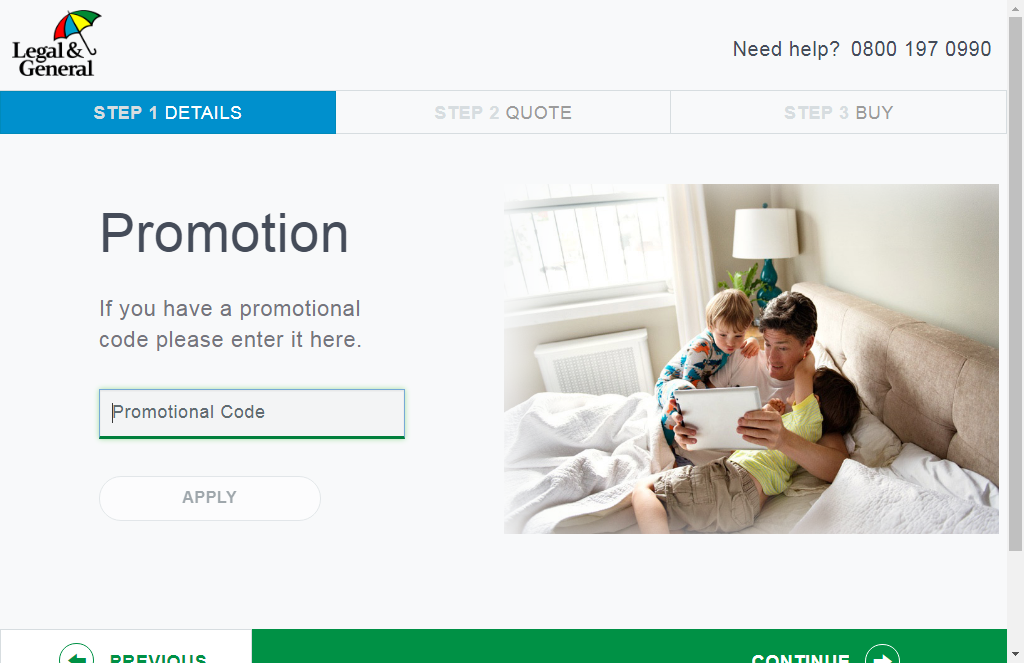 Legal &
General
Need help? 0800 197 0990
STEP 1 DETAILS
STEP 2 QUOTE
STEP 3 BUY
Promotion
If you have a promotional
code please enter it here.
Promotional Code
APPLY
PREVIOUS
CONTINUE